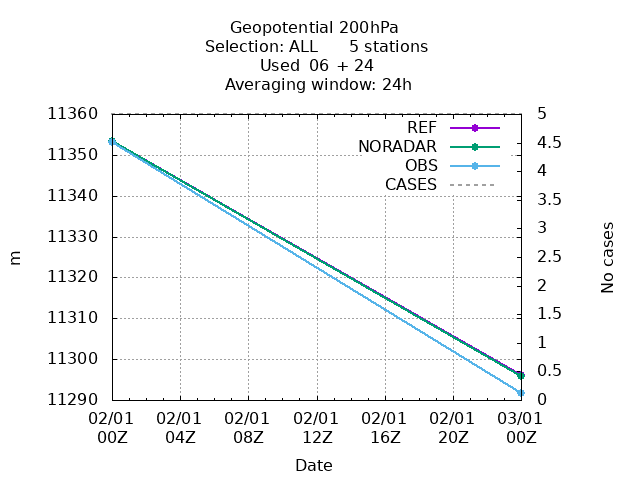 Geopotential 200hPa
Selection: ALL      5 stations
Used  06 + 24
Averaging window: 24h
11360
11350
11340
11330
11320
11310
11300
11290
m
REF
NORADAR
OBS
CASES
5
4.5
4
3.5
3
2.5
2
1.5
1
0.5
0
No cases
02/01 00Z
02/01 04Z
02/01 08Z
02/01 12Z
02/01 16Z
02/01 20Z
03/01 00Z
Date